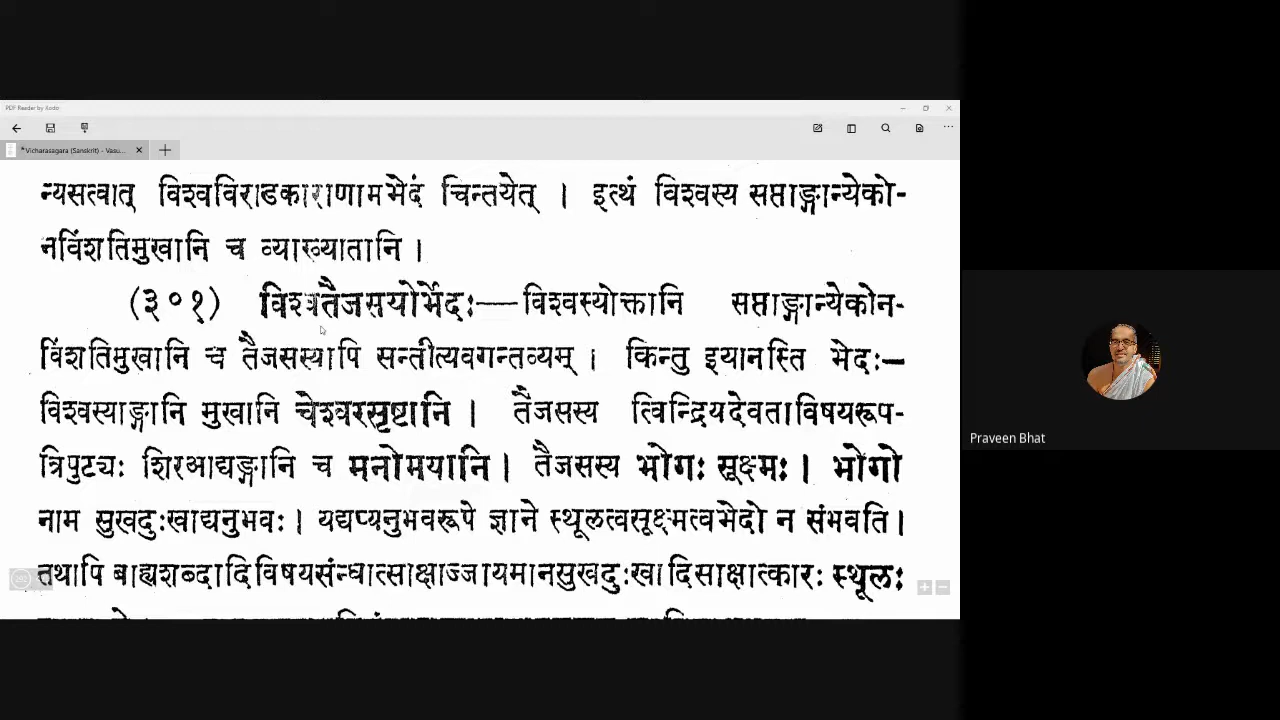 PDF Reader by Xodo
*Vicharasagara (Sanskrit) - Vasu...
न्यसत्वात् विश्वविराडकाराणामभेदं चिन्तयेत् । इत्थं विश्वस्य सप्ताङ्गान्येको-
नविंशतिमुखानि च व्याख्यातानि ।
(३०१) विश्वतैजसयोर्भेदः—विश्वस्योक्तानि सप्ताङ्गान्येकोन-
विंशतिमुखानि च तैजसस्यापि सन्तीत्यवगन्तव्यम् । किन्तु इयानस्ति भेदः—
विश्वस्याङ्गानि मुखानि चेश्वरसृष्टानि । तैजसस्य त्विन्द्रियदेवताविषयरूप-
त्रिपुट्यः शिरआद्यङ्गानि च मनोमयानि । तैजसस्य भोगः सूक्ष्मः । भोगो
नाम सुखदुःखाद्यनुभवः । यद्यप्यनुभवरूपे ज्ञाने स्थूलत्वसूक्ष्मत्वभेदो न संभवति ।
तथापि बाह्यशब्दादिविषयसंन्धात्साक्षाज्जायमानसुखदुःखादिसाक्षात्कारः स्थूलः
Praveen Bhat